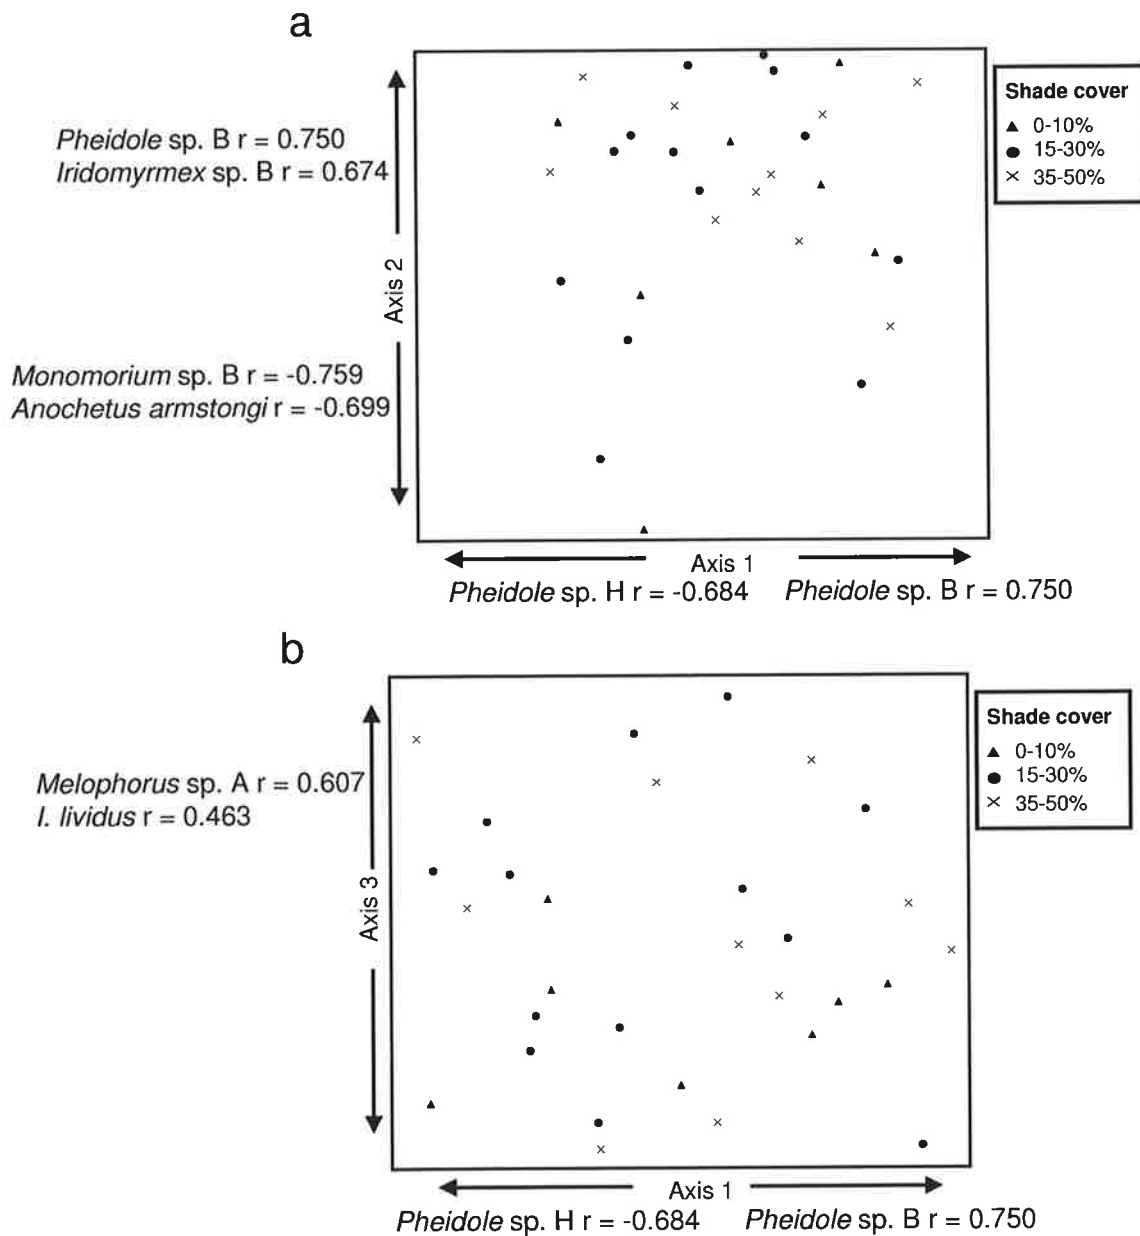 a
Shade cover
0-10%
15-30%
35-50%
Pheidole sp. B r = 0.750
Iridomyrmex sp. B r = 0.674
Axis 2
Monomorium sp. B r = -0.759
Anochetus armstongi r = -0.699
Axis 1
Pheidole sp. H r = -0.684 Pheidole sp. B r = 0.750
b
Shade cover
0-10%
15-30%
35-50%
Melophorus sp. A r = 0.607
I. lividus r = 0.463
Axis 3
Axis 1
Pheidole sp. H r = -0.684 Pheidole sp. B r = 0.750